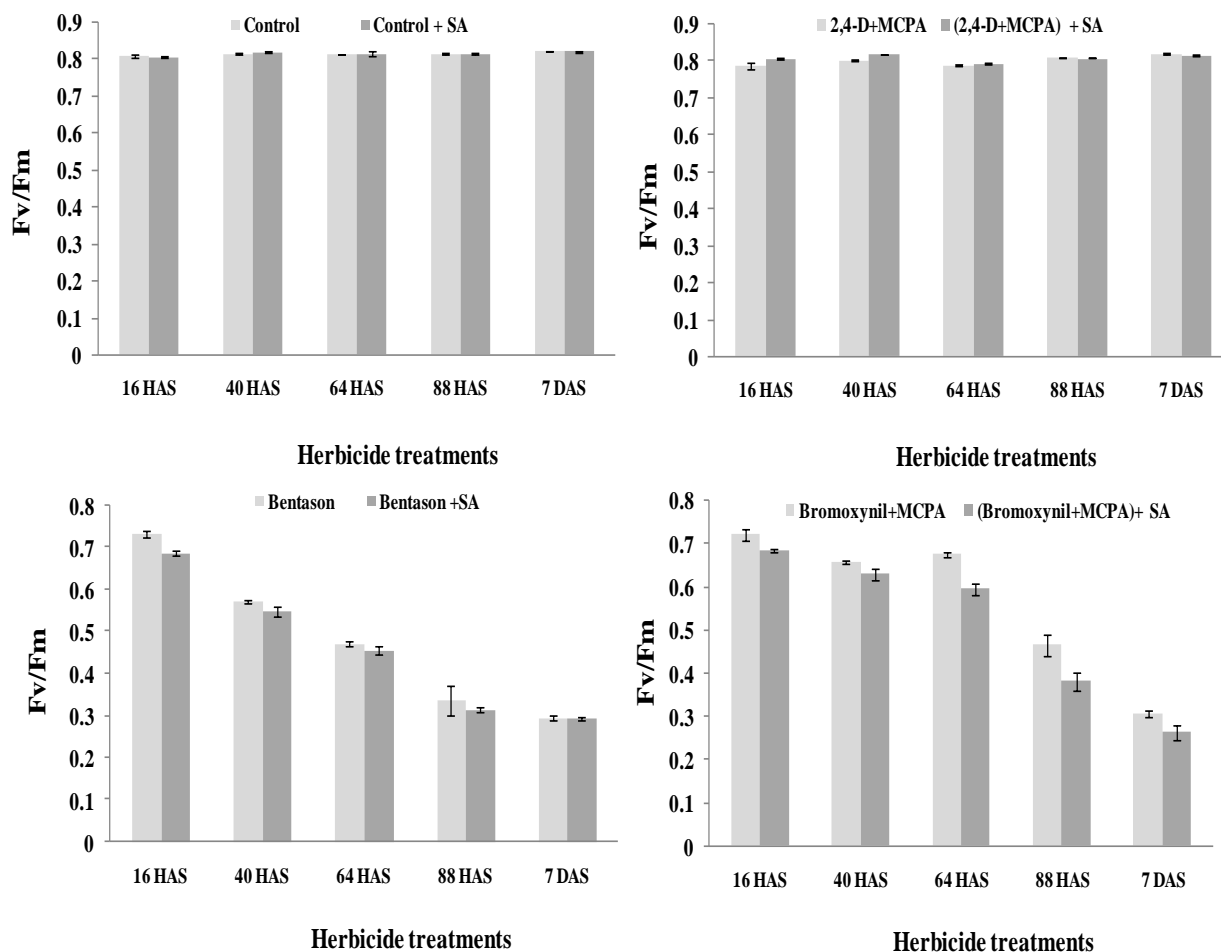 Control
Control + SA
0.9
0.8
0.7
0.6
0.5
0.4
0.3
0.2
0.1
0
Fv/Fm
16 HAS
40 HAS
64 HAS
88 HAS
7 DAS
Herbicide treatments
2,4-D+MCPA
(2,4-D+MCPA) + SA
0.9
0.8
0.7
0.6
0.5
0.4
0.3
0.2
0.1
0
Fv/Fm
16 HAS
40 HAS
64 HAS
88 HAS
7 DAS
Herbicide treatments
Bentason
Bentason +SA
0.8
0.7
0.6
0.5
0.4
0.3
0.2
0.1
0
Fv/Fm
16 HAS
40 HAS
64 HAS
88 HAS
7 DAS
Herbicide treatments
Bromoxynil+MCPA
(Bromoxynil+MCPA)+ SA
0.8
0.7
0.6
0.5
0.4
0.3
0.2
0.1
0
Fv/Fm
16 HAS
40 HAS
64 HAS
88 HAS
7 DAS
Herbicide treatments